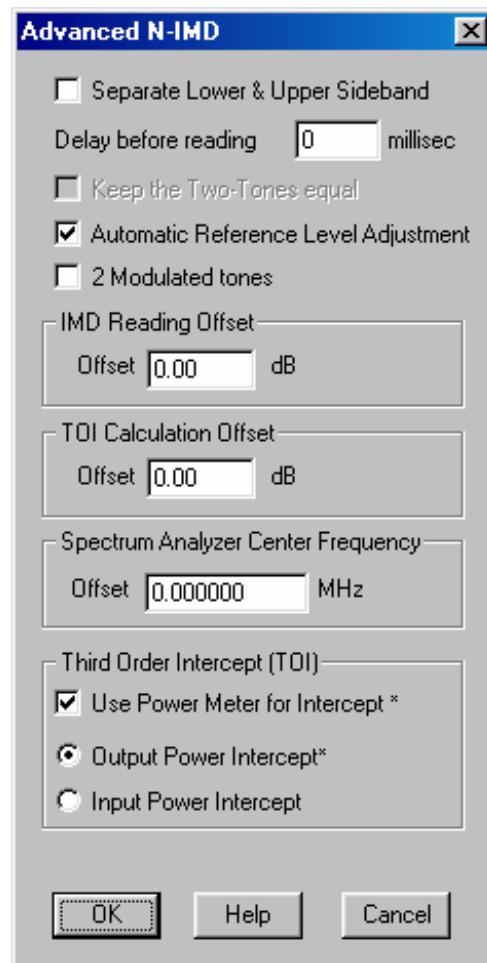 Advanced N-IMD
Separate Lower & Upper Sideband
Delay before reading 0 millisec
Keep the Two-Tones equal
Automatic Reference Level Adjustment
2 Modulated tones
IMD Reading Offset
Offset 0.00 dB
TOI Calculation Offset
Offset 0.00 dB
Spectrum Analyzer Center Frequency
Offset 0.000000 MHz
Third Order Intercept (TOI)
Use Power Meter for Intercept *
Output Power Intercept*
Input Power Intercept
OK Help Cancel